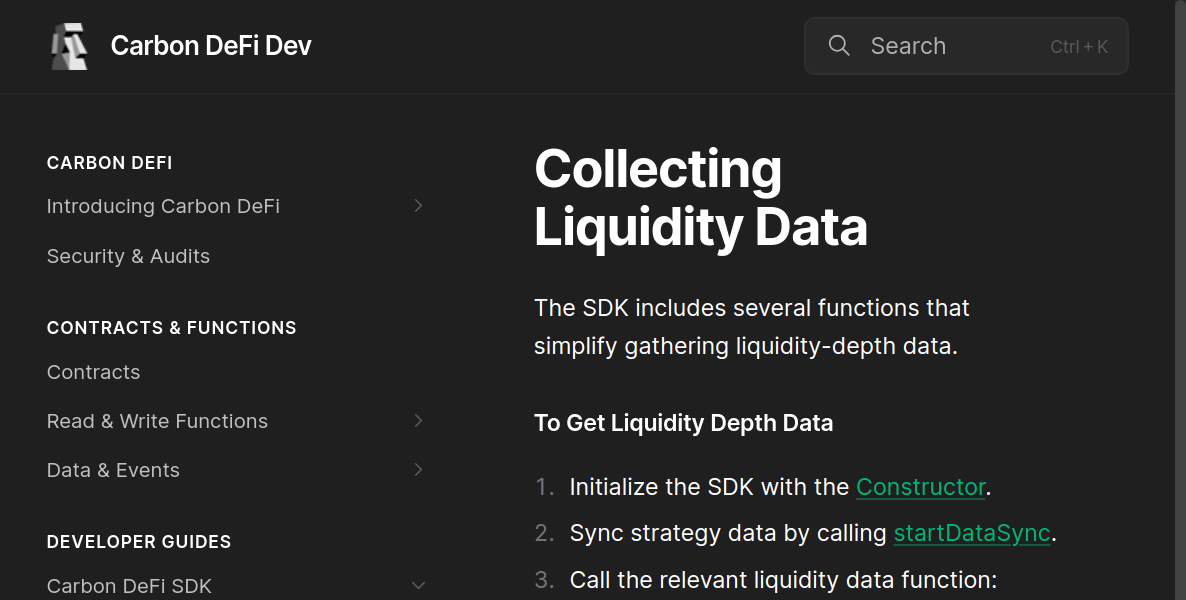 Carbon DeFi Dev
Search
Ctrl + K
CARBON DEFI
Introducing Carbon DeFi
Security & Audits
CONTRACTS & FUNCTIONS
Contracts
Read & Write Functions
Data & Events
DEVELOPER GUIDES
Carbon DeFi SDK
Collecting
Liquidity Data
The SDK includes several functions that
simplify gathering liquidity-depth data.
To Get Liquidity Depth Data
1. Initialize the SDK with the Constructor.
2. Sync strategy data by calling startDataSync.
3. Call the relevant liquidity data function: